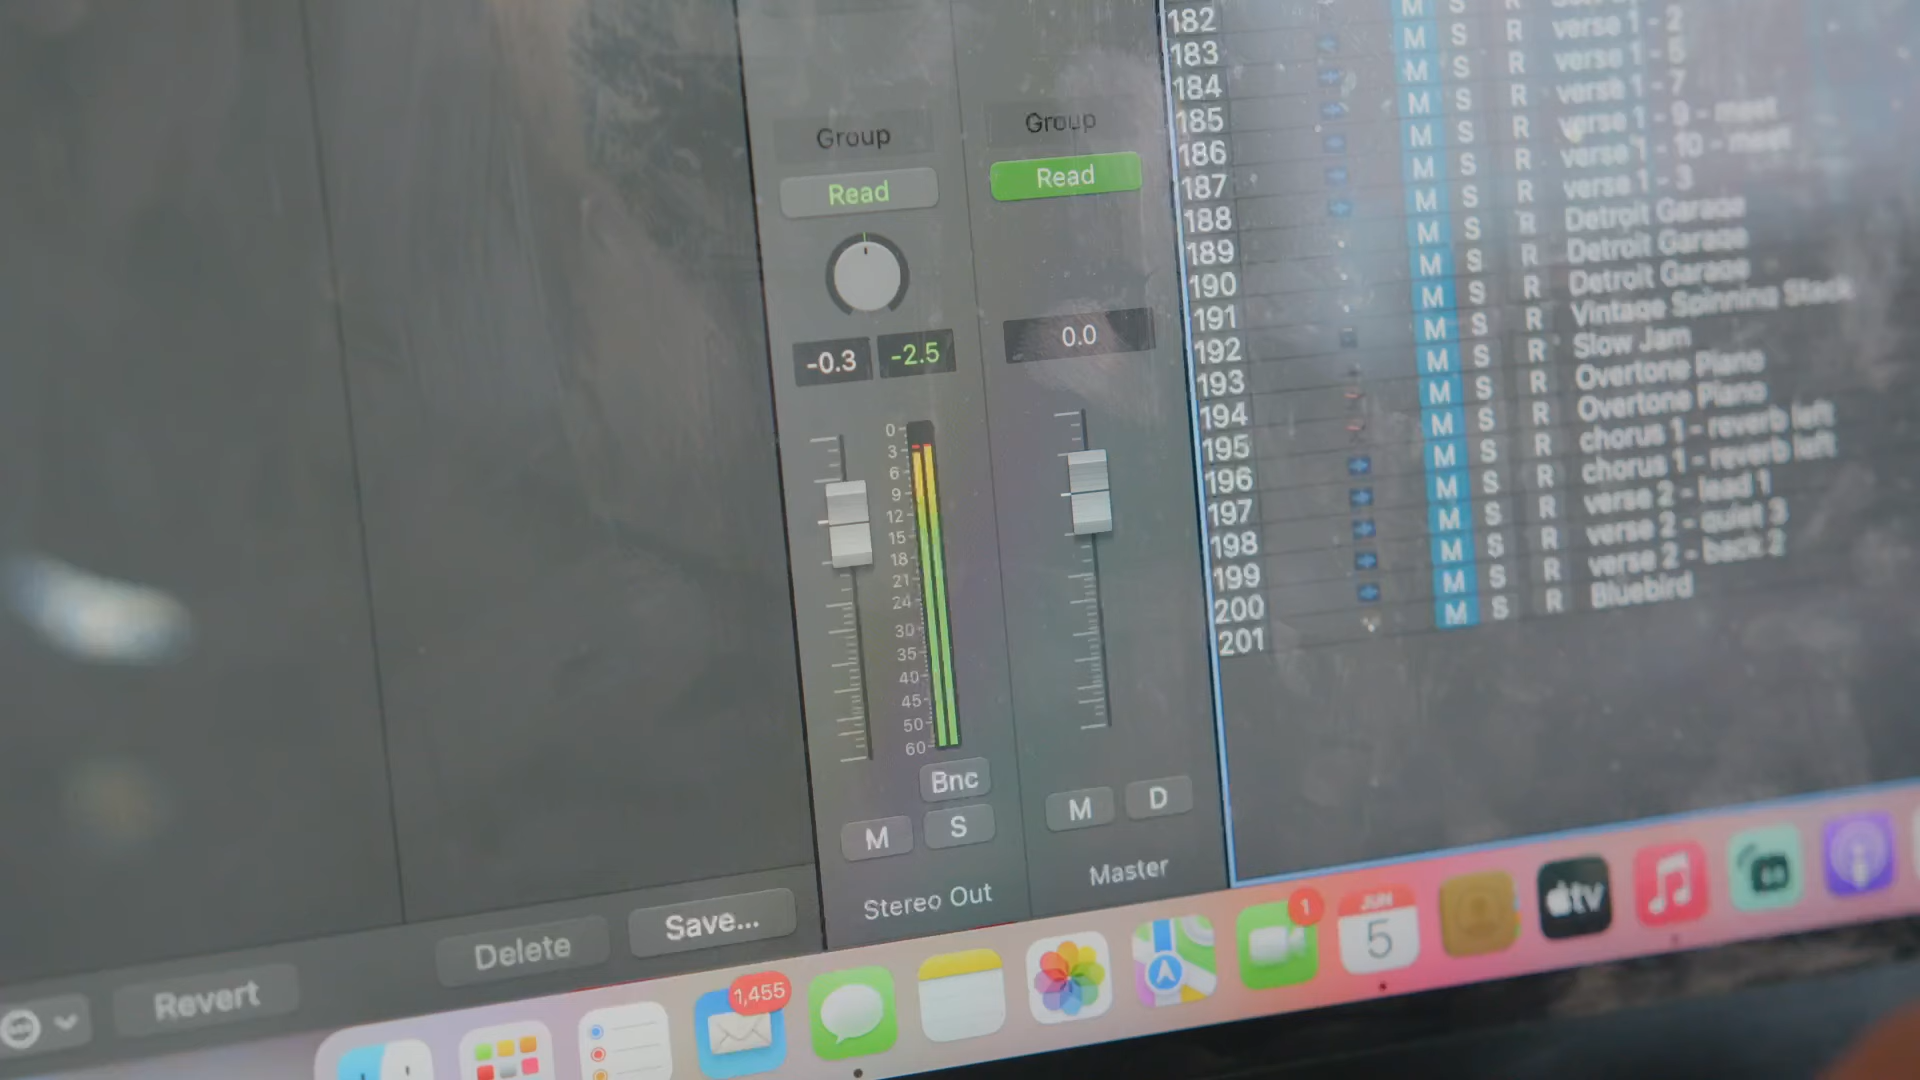 Group
Read
-0.3 -2.5
0
3
6
9
12
15
18
21
24
30
35
40
45
50
60
Bnc
M S
Stereo Out
Group
Read
0.0
M D
Master
182 M S R verse 1 - 2
183 M S R verse 1 - 5
184 M S R verse 1 - 7
185 M S R verse 1 - 9 - meet
186 M S R verse 1 - 10 - meet
187 M S R verse 1 - 3
188 M S R Detroit Garage
189 M S R Detroit Garage
190 M S R Detroit Garage
191 M S R Vintage Spinning Stack
192 M S R Slow Jam
193 M S R Overtone Piano
194 M S R Overtone Piano
195 M S R chorus 1 - reverb left
196 M S R chorus 1 - reverb left
197 M S R verse 2 - lead 1
198 M S R verse 2 - quiet 3
199 M S R verse 2 - back 2
200 M S R Bluebird
201
Revert
Delete
Save...
1,455
1
JUN
5
tv